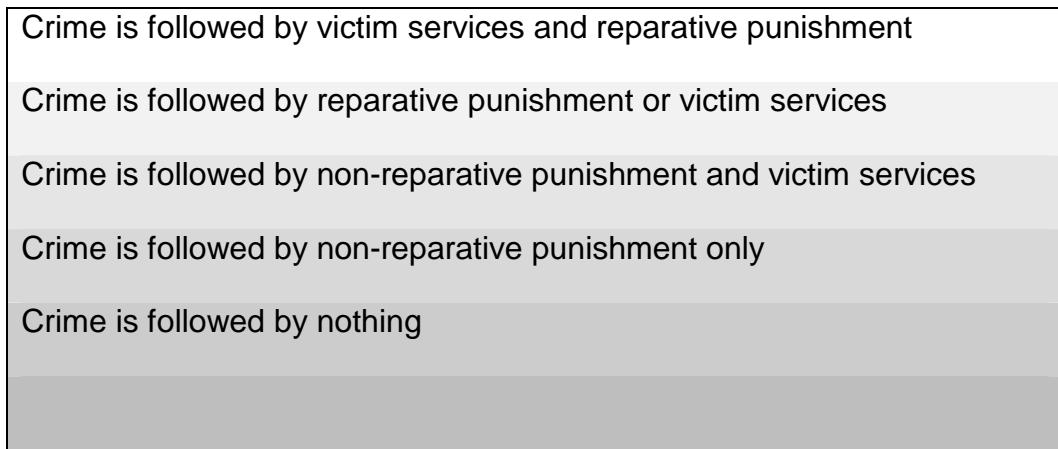 Crime is followed by victim services and reparative punishment
Crime is followed by reparative punishment or victim services
Crime is followed by non-reparative punishment and victim services
Crime is followed by non-reparative punishment only
Crime is followed by nothing